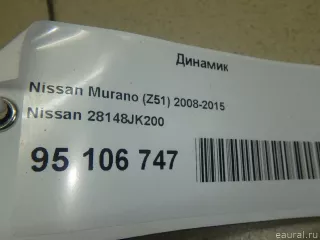 Динамик
Nissan Murano (Z51) 2008-2015
Nissan 28148JK200
95 106 747
eaural.ru